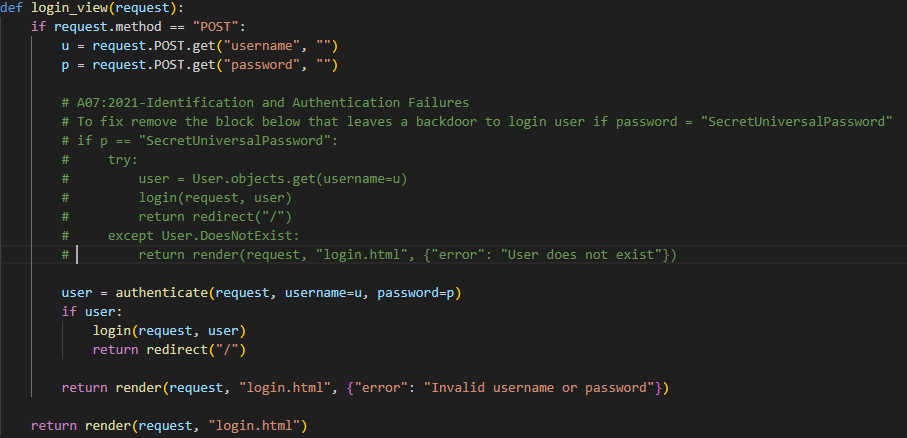 def login_view(request):
    if request.method == "POST":
        u = request.POST.get("username", "")
        p = request.POST.get("password", "")

        # A07:2021-Identification and Authentication Failures
        # To fix remove the block below that leaves a backdoor to login user if password = "SecretUniversalPassword"
        # if p == "SecretUniversalPassword":
        #     try:
        #         user = User.objects.get(username=u)
        #         login(request, user)
        #         return redirect("/")
        #     except User.DoesNotExist:
        #         return render(request, "login.html", {"error": "User does not exist"})

        user = authenticate(request, username=u, password=p)
        if user:
            login(request, user)
            return redirect("/")

        return render(request, "login.html", {"error": "Invalid username or password"})

    return render(request, "login.html")